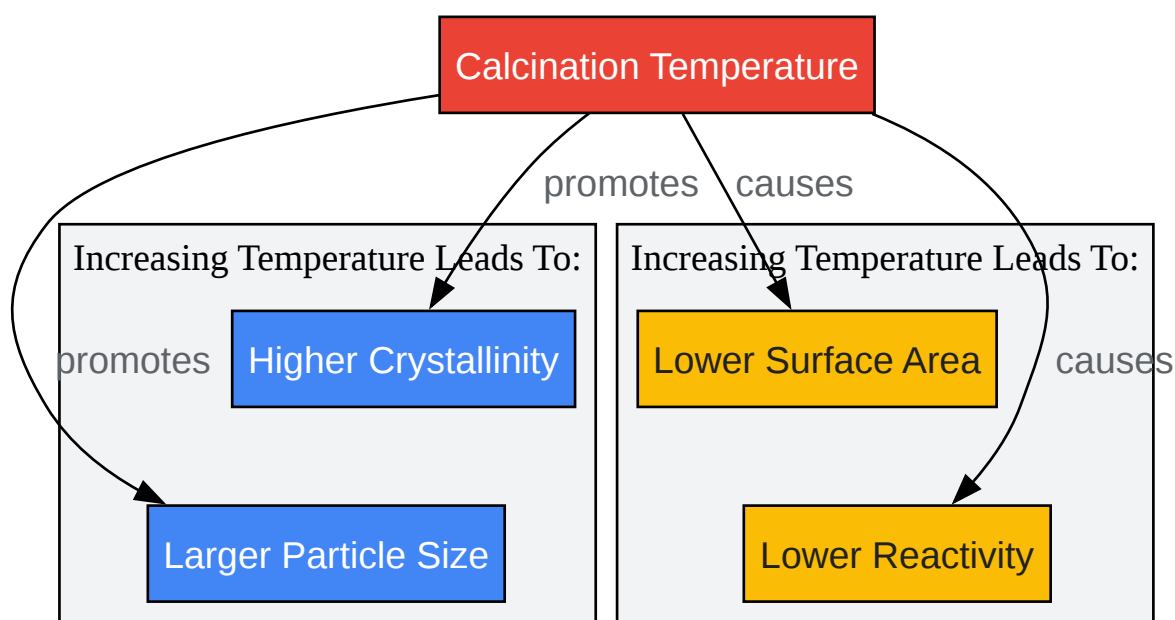 Calcination Temperature
promotes
causes
Increasing Temperature Leads To:
Increasing Temperature Leads To:
promotes
Higher Crystallinity
Lower Surface Area
causes
Larger Particle Size
Lower Reactivity